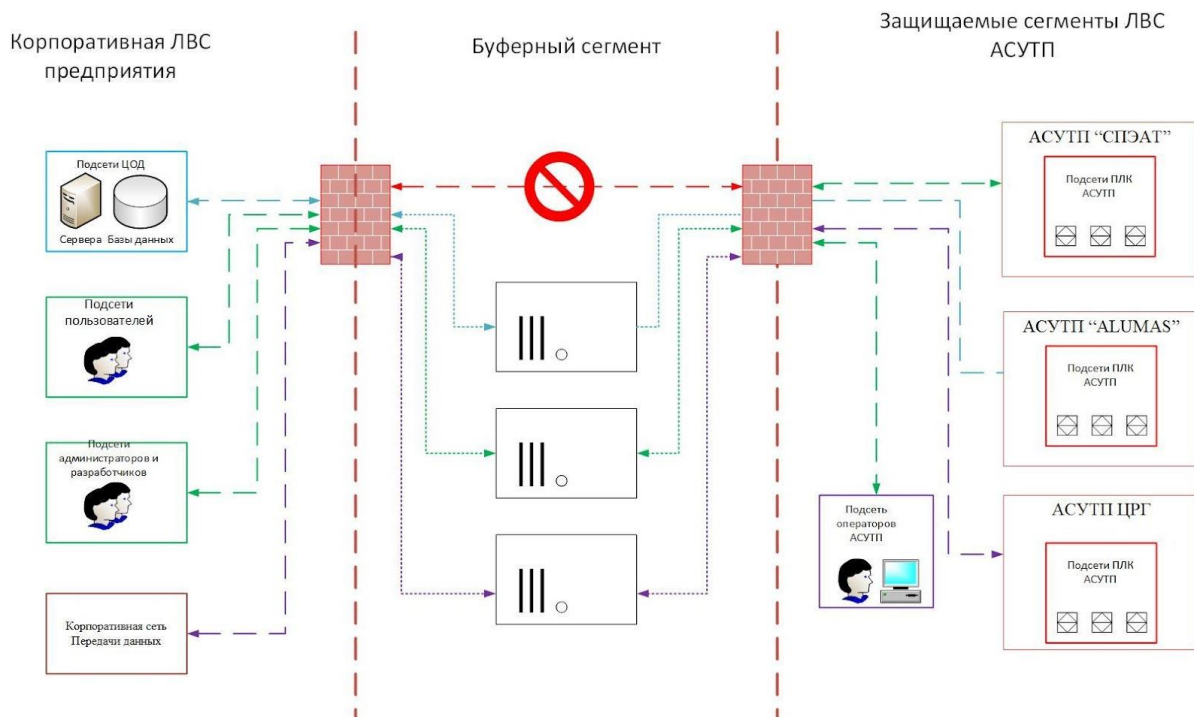 Корпоративная ЛВС
предприятия
Буферный сегмент
Защищаемые сегменты ЛВС
АСУТП
Подсети ЦОД
Сервера Базы данных
Подсети
пользователей
Подсети
администраторов и
разработчиков
Корпоративная сеть
Передачи данных
АСУТП “СПЭАТ”
Подсети ПЛК
АСУТП
АСУТП “ALUMAS”
Подсети ПЛК
АСУТП
Подсеть
операторов
АСУТП
АСУТП ЦРГ
Подсети ПЛК
АСУТП